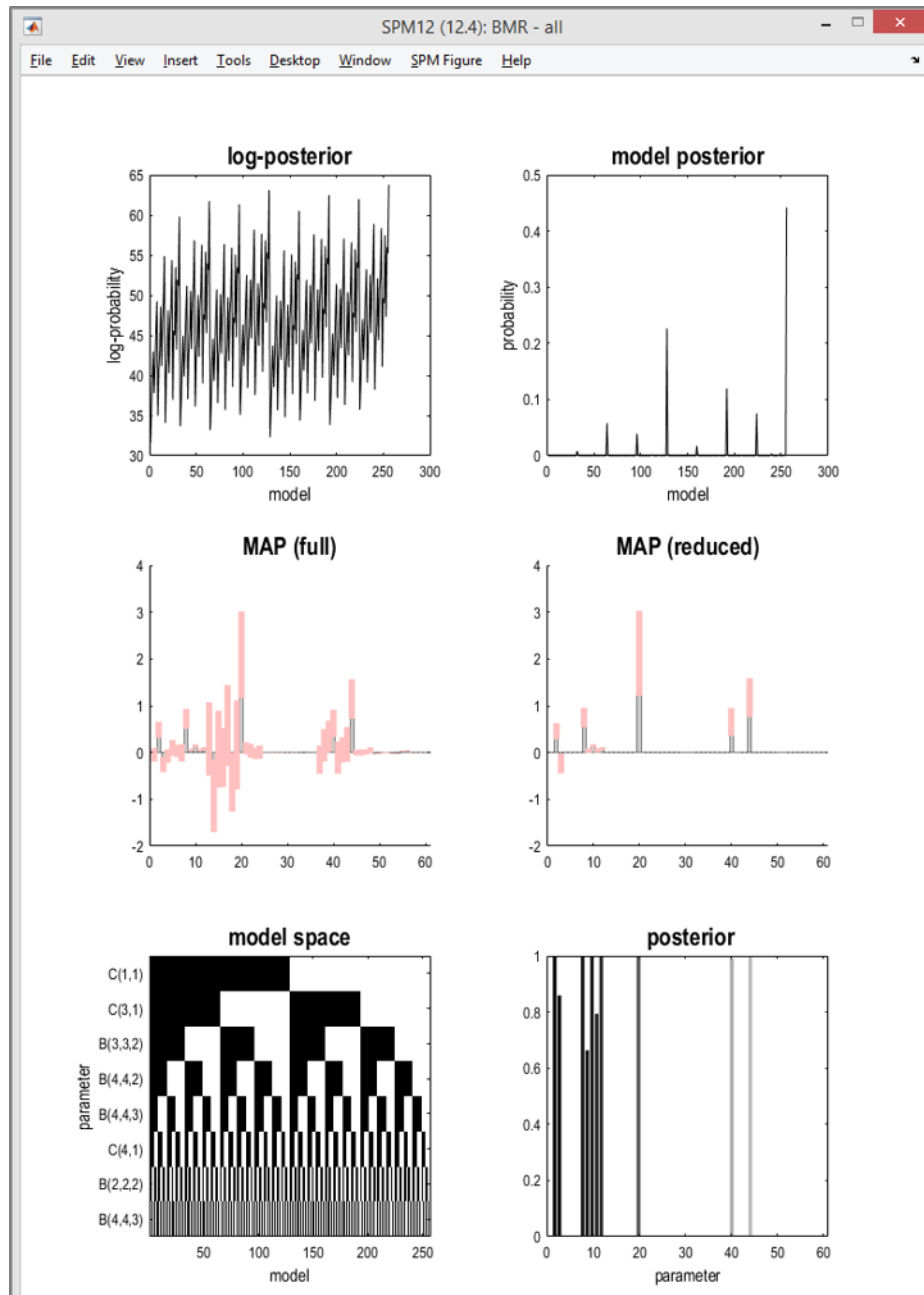 SPM12 (12.4): BMR - all
File Edit View Insert Tools Desktop Window SPM Figure Help
log-posterior
65
60
55
50
45
40
35
30
log-probability
0 50 100 150 200 250 300
model
model posterior
0.5
0.4
0.3
0.2
0.1
0
probability
0 50 100 150 200 250 300
model
MAP (full)
4
3
2
1
0
-1
-2
0 10 20 30 40 50 60
MAP (reduced)
4
3
2
1
0
-1
-2
0 10 20 30 40 50 60
model space
C(1,1)
C(3,1)
B(3,3,2)
B(4,4,2)
B(4,4,3)
C(4,1)
B(2,2,2)
B(4,4,3)
parameter
50 100 150 200 250
model
posterior
1
0.8
0.6
0.4
0.2
0
0 10 20 30 40 50 60
parameter